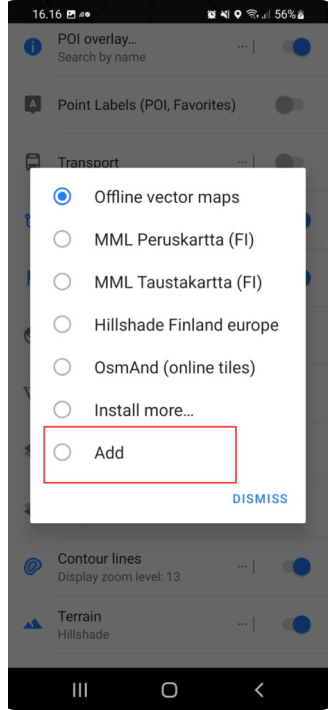 16.16
56%
POI overlay...
Search by name
Point Labels (POI, Favorites)
Transport
Offline vector maps
MML Peruskartta (FI)
MML Taustakartta (FI)
Hillshade Finland europe
OsmAnd (online tiles)
Install more...
Add
DISMISS
Contour lines
Display zoom level: 13
Terrain
Hillshade